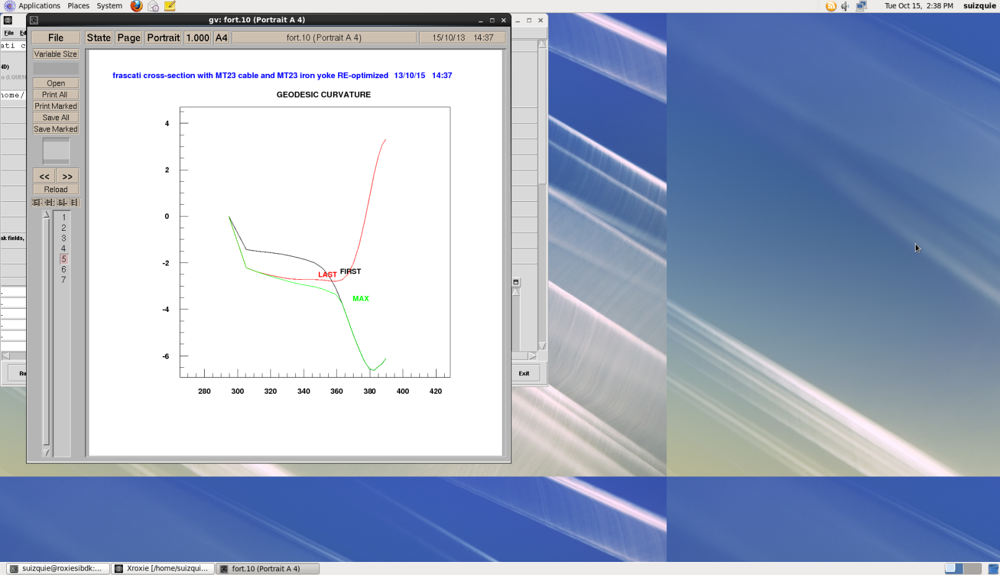 Applications Places System
Tue Oct 15, 2:38 PM suizquie
gv: fort.10 (Portrait A 4)
File
State Page Portrait 1.000 A4 fort.10 (Portrait A 4) 15/10/13 14:37
File
Variable Size
Open
Print All
Print Marked
Save All
Save Marked
<< >>
Reload
1
2
3
4
5
6
7
frascati cross-section with MT23 cable and MT23 iron yoke RE-optimized 13/10/15 14:37
GEODESIC CURVATURE
4
2
0
-2
-4
-6
LAST FIRST
MAX
280 300 320 340 360 380 400 420
ak fields,
Exit
suizquie@roxiesibdk:...
Xroxie [/home/suizqui...
fort.10 (Portrait A 4)